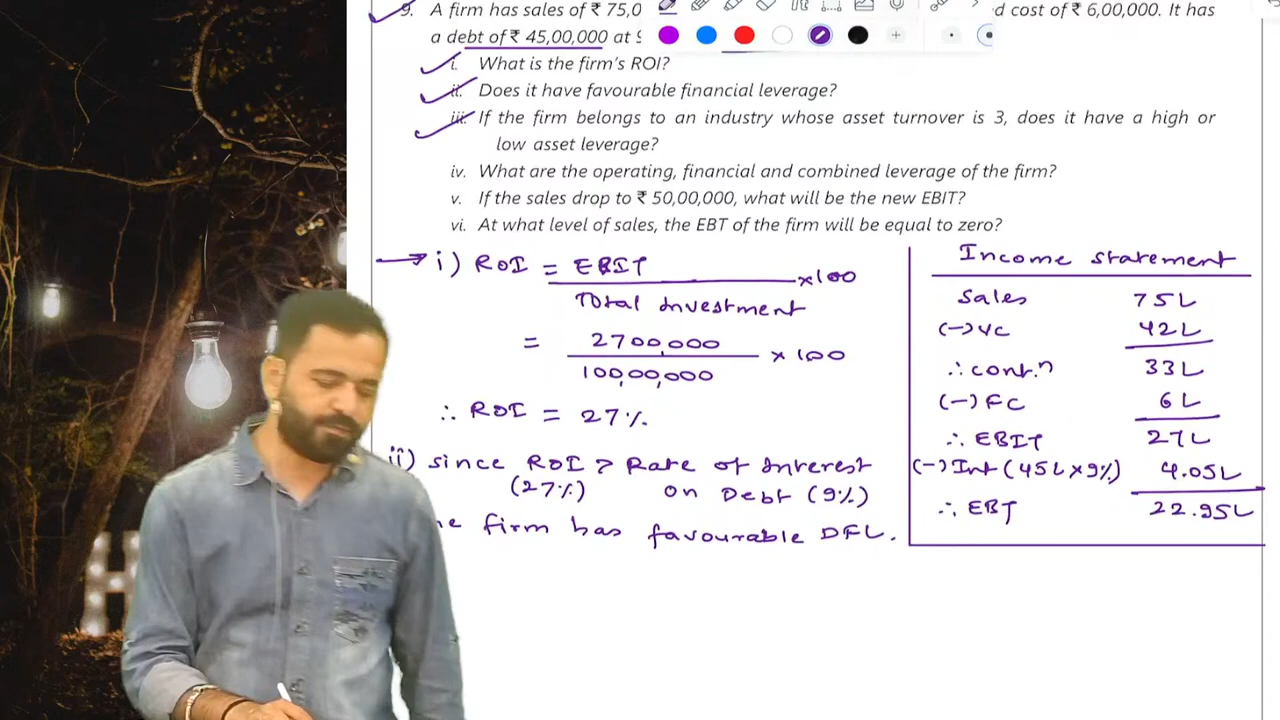 9. A firm has sales of ₹ 75,0 d cost of ₹ 6,00,000. It has
a debt of ₹ 45,00,000 at 9
i. What is the firm's ROI?
ii. Does it have favourable financial leverage?
iii. If the firm belongs to an industry whose asset turnover is 3, does it have a high or
low asset leverage?
iv. What are the operating, financial and combined leverage of the firm?
v. If the sales drop to ₹ 50,00,000, what will be the new EBIT?
vi. At what level of sales, the EBT of the firm will be equal to zero?
i) ROI = EBIT ×100
Total Investment
= 2700,000 × 100
100,00,000
∴ ROI = 27%
ii) since ROI > Rate of Interest
(27%) on Debt (9%)
he firm has favourable DFL.
Income statement
Sales 75L
(-) VC 42L
∴ cont.n 33L
(-) FC 6L
∴ EBIT 27L
(-) Int (45L×9%) 4.05L
∴ EBT 22.95L
H